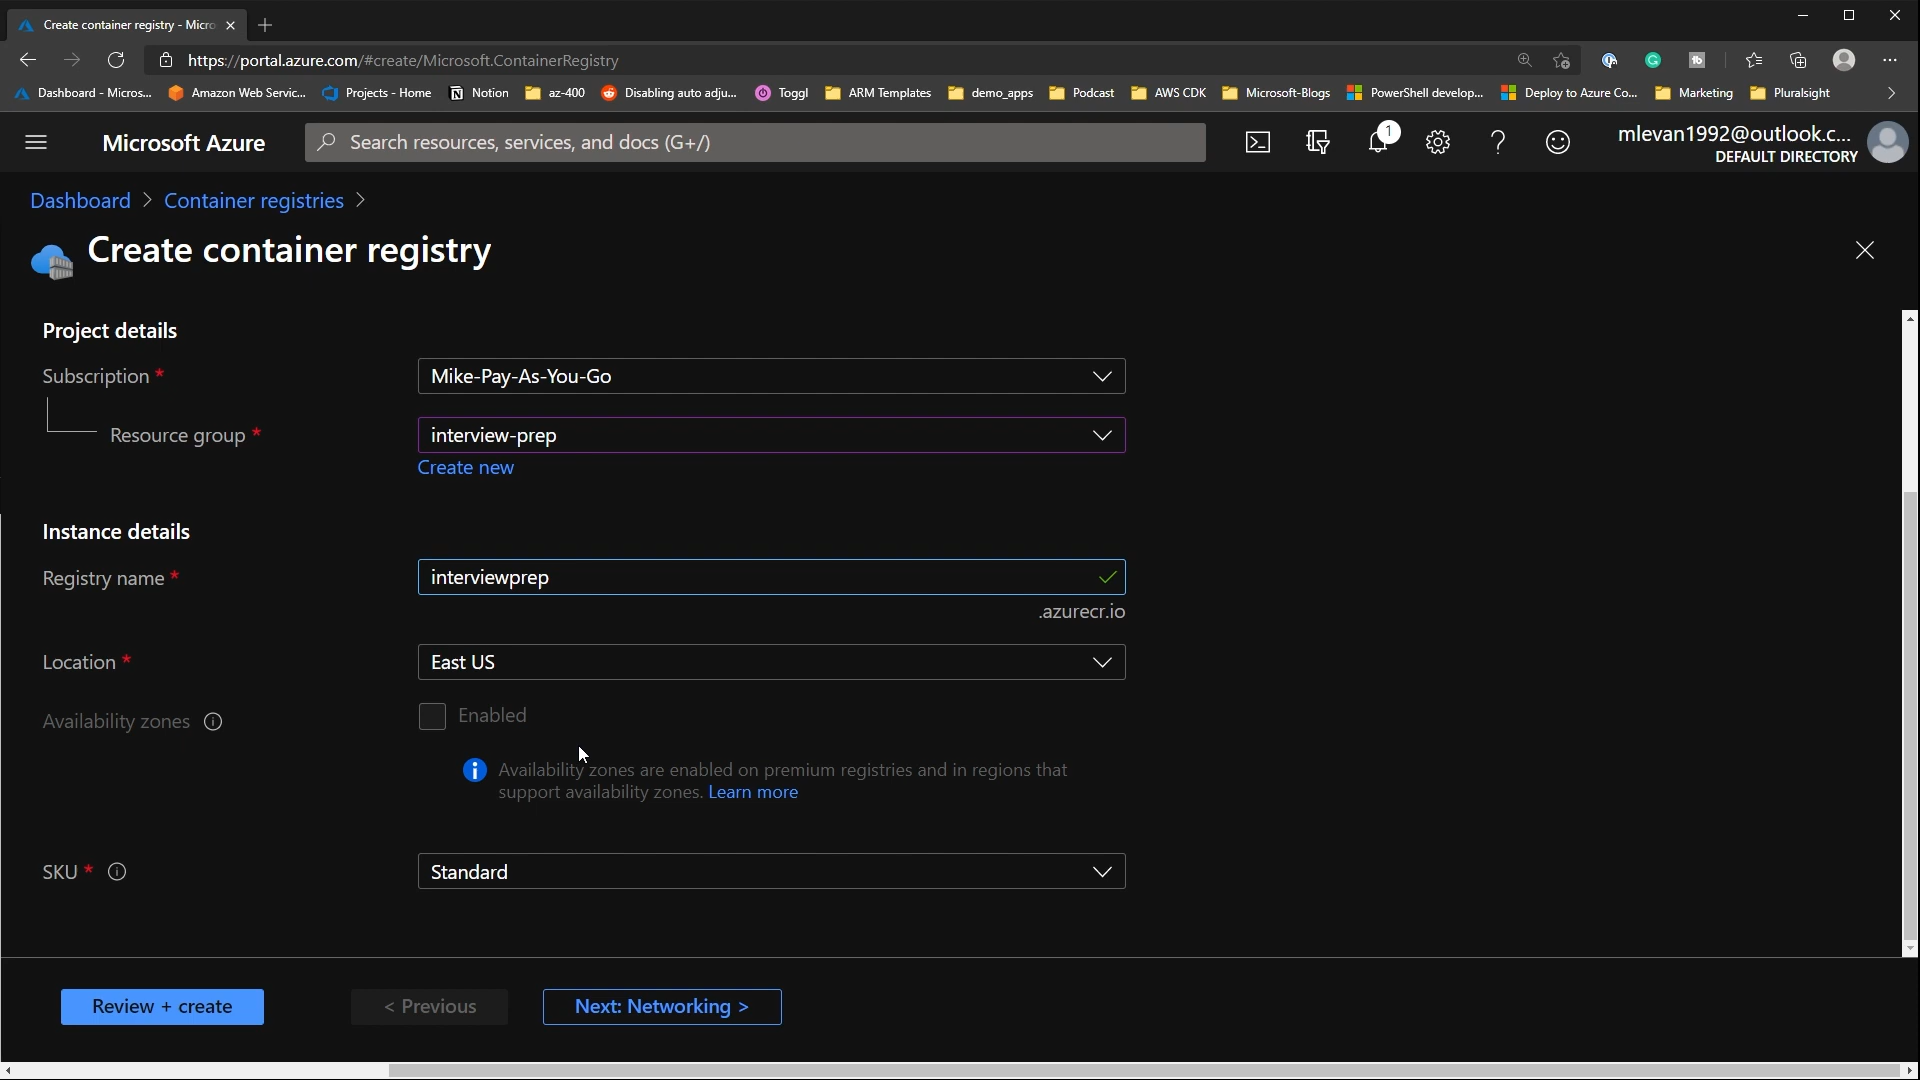 Create container registry - Micro
https://portal.azure.com/#create/Microsoft.ContainerRegistry
Dashboard - Micros...
Amazon Web Servic...
Projects - Home
Notion
az-400
Disabling auto adju...
Toggl
ARM Templates
demo_apps
Podcast
AWS CDK
Microsoft-Blogs
PowerShell develop...
Deploy to Azure Co...
Marketing
Pluralsight
Microsoft Azure
Search resources, services, and docs (G+/)
1
mlevan1992@outlook.c...
DEFAULT DIRECTORY
Dashboard > Container registries >
Create container registry
Project details
Subscription *
Mike-Pay-As-You-Go
Resource group *
interview-prep
Create new
Instance details
Registry name *
interviewprep
.azurecr.io
Location *
East US
Availability zones
Enabled
Availability zones are enabled on premium registries and in regions that
support availability zones. Learn more
SKU *
Standard
Review + create
< Previous
Next: Networking >